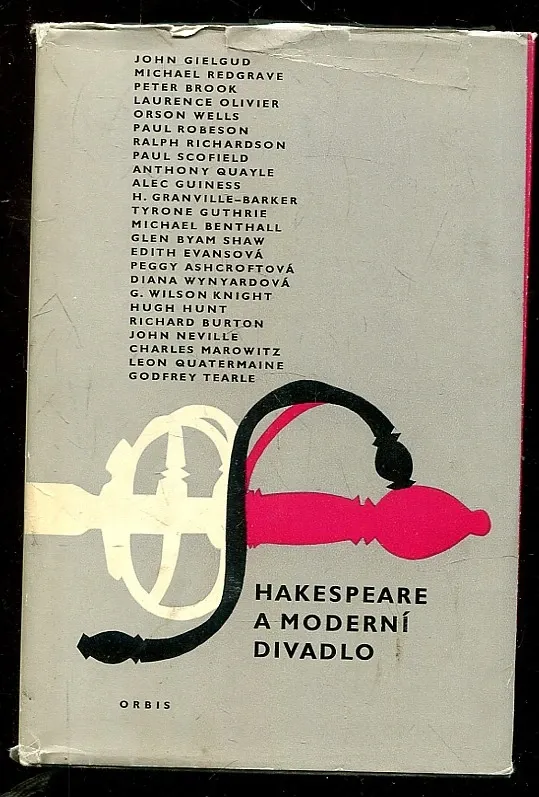 JOHN GIELGUD
MICHAEL REDGRAVE
PETER BROOK
LAURENCE OLIVIER
ORSON WELLS
PAUL ROBESON
RALPH RICHARDSON
PAUL SCOFIELD
ANTHONY QUAYLE
ALEC GUINESS
H. GRANVILLE-BARKER
TYRONE GUTHRIE
MICHAEL BENTHALL
GLEN BYAM SHAW
EDITH EVANSOVÁ
PEGGY ASHCROFTOVÁ
DIANA WYNYARDOVÁ
G. WILSON KNIGHT
HUGH HUNT
RICHARD BURTON
JOHN NEVILLE
CHARLES MAROWITZ
LEON QUATERMAINE
GODFREY TEARLE
SHAKESPEARE
A MODERNÍ
DIVADLO
ORBIS